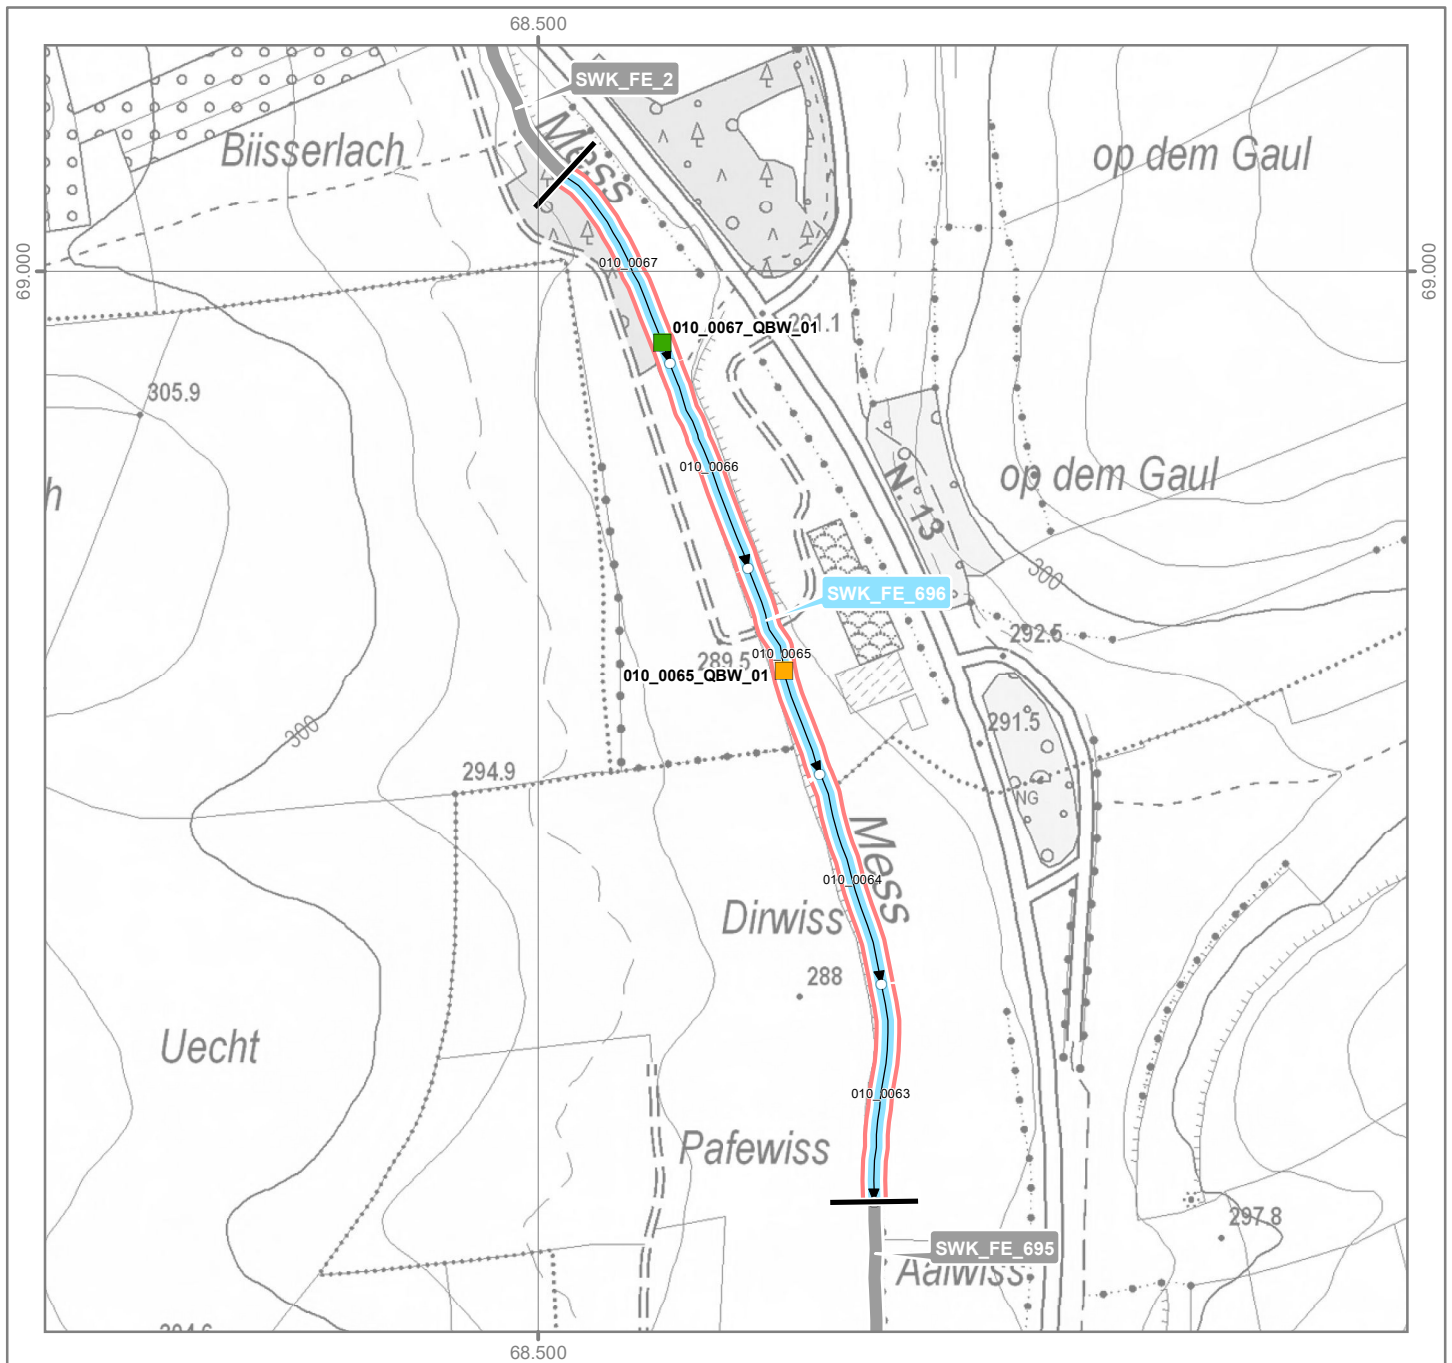 68.500
SWK_FE_2
Mess
Biisserlach
op dem Gaul
69.000
69.000
010_0067
010_0067_QBW_01
291.1
305.9
010_0066
op dem Gaul
N. 13
h
300
SWK_FE_696
292.5
010_0065
289.5
010_0065_QBW_01
291.5
300
294.9
NG
Mess
010_0064
Dirwiss
288
Uecht
010_0063
Pafewiss
297.8
SWK_FE_695
Aalwiss
68.500